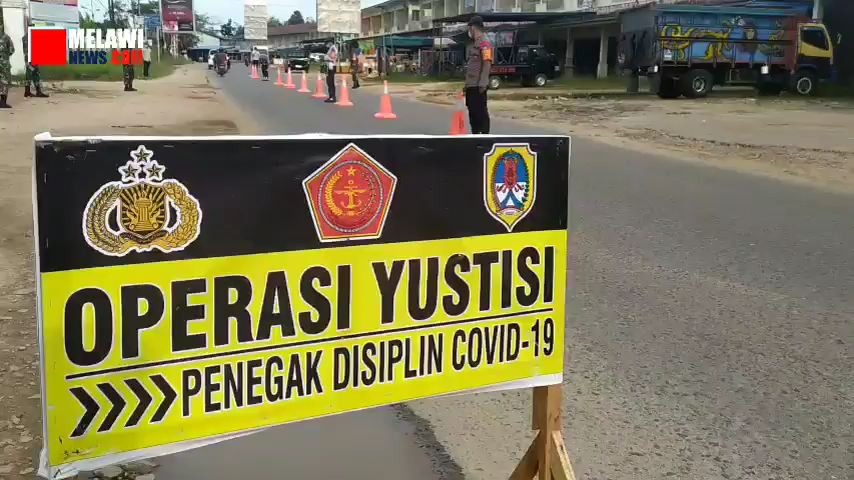 MELAWI
NEWS.COM
OPERASI YUSTISI
>>>>PENEGAK DISIPLIN COVID-19